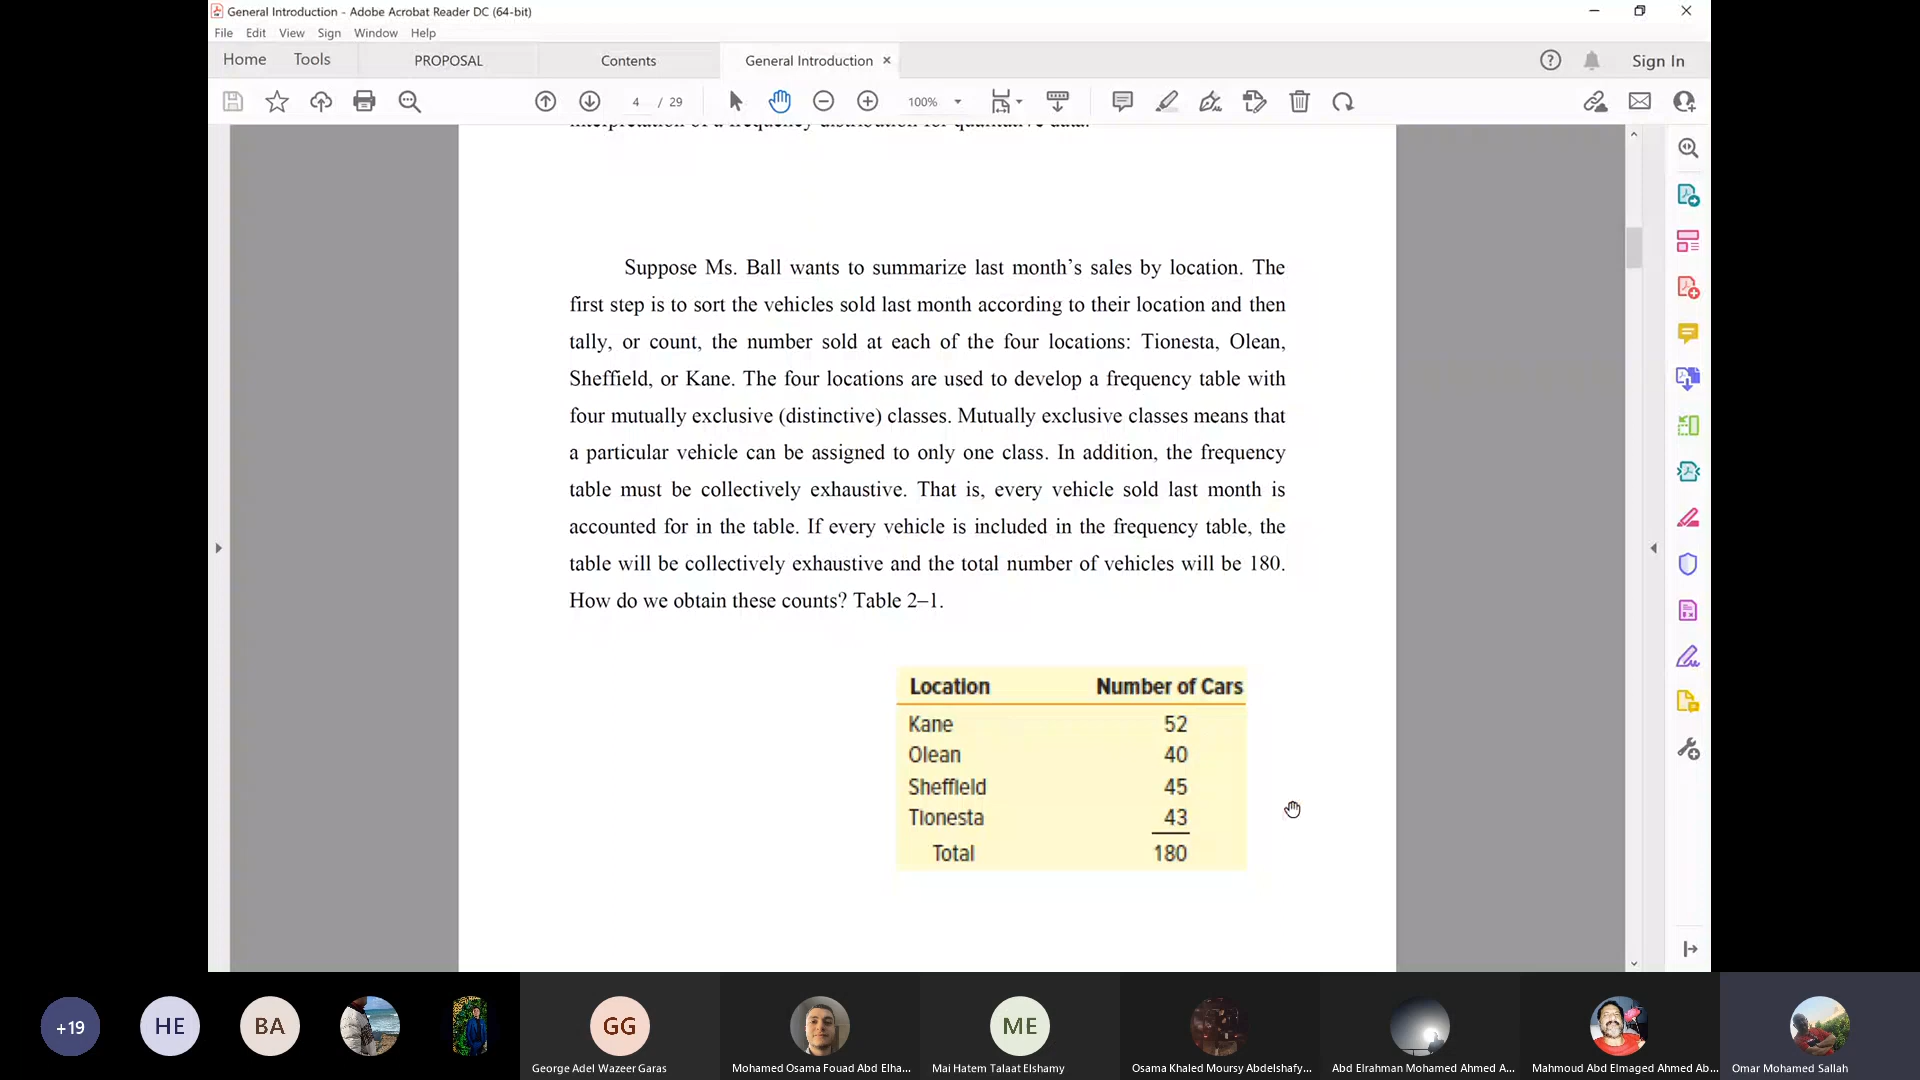 General Introduction - Adobe Acrobat Reader DC (64-bit)
File Edit View Sign Window Help
Home Tools PROPOSAL Contents General Introduction Sign In
4 / 29 100%
interpretation of a frequency distribution for qualitative data.
Suppose Ms. Ball wants to summarize last month’s sales by location. The
first step is to sort the vehicles sold last month according to their location and then
tally, or count, the number sold at each of the four locations: Tionesta, Olean,
Sheffield, or Kane. The four locations are used to develop a frequency table with
four mutually exclusive (distinctive) classes. Mutually exclusive classes means that
a particular vehicle can be assigned to only one class. In addition, the frequency
table must be collectively exhaustive. That is, every vehicle sold last month is
accounted for in the table. If every vehicle is included in the frequency table, the
table will be collectively exhaustive and the total number of vehicles will be 180.
How do we obtain these counts? Table 2–1.
Location Number of Cars
Kane 52
Olean 40
Sheffield 45
Tionesta 43
Total 180
+19 HE BA GG ME
George Adel Wazeer Garas Mohamed Osama Fouad Abd Elha... Mai Hatem Talaat Elshamy Osama Khaled Moursy Abdelshafy... Abd Elrahman Mohamed Ahmed A... Mahmoud Abd Elmaged Ahmed Ab... Omar Mohamed Sallah